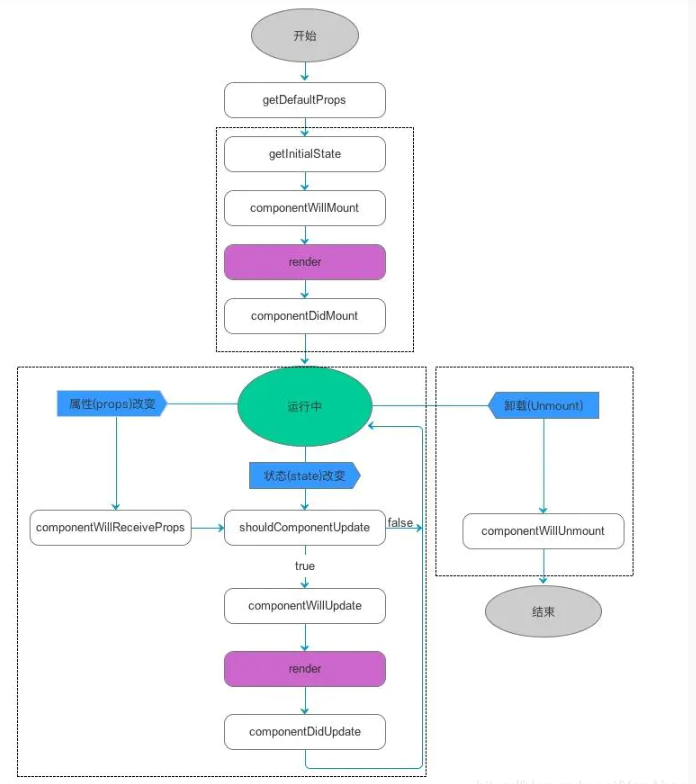 开始
getDefaultProps
getInitialState
componentWillMount
render
componentDidMount
属性(props)改变
运行中
卸载(Unmount)
状态(state)改变
componentWillReceiveProps
shouldComponentUpdate
false
componentWillUnmount
true
componentWillUpdate
结束
render
componentDidUpdate